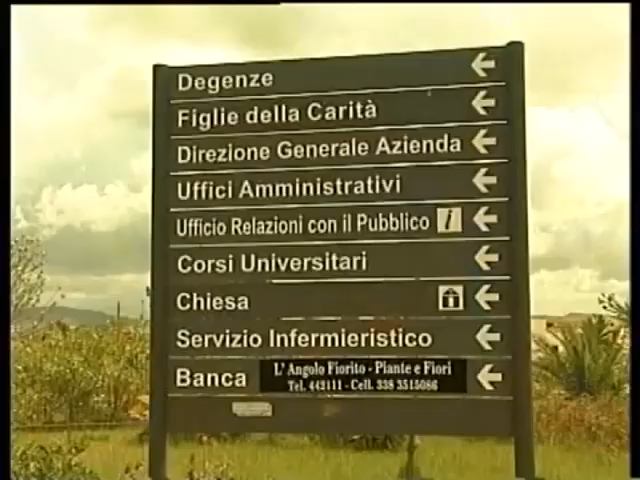 Degenze
Figlie della Carità
Direzione Generale Azienda
Uffici Amministrativi
Ufficio Relazioni con il Pubblico i
Corsi Universitari
Chiesa
Servizio Infermieristico
Banca
L'Angolo Fiorito - Piante e Fiori
Tel. 442111 - Cell. 338 3515086